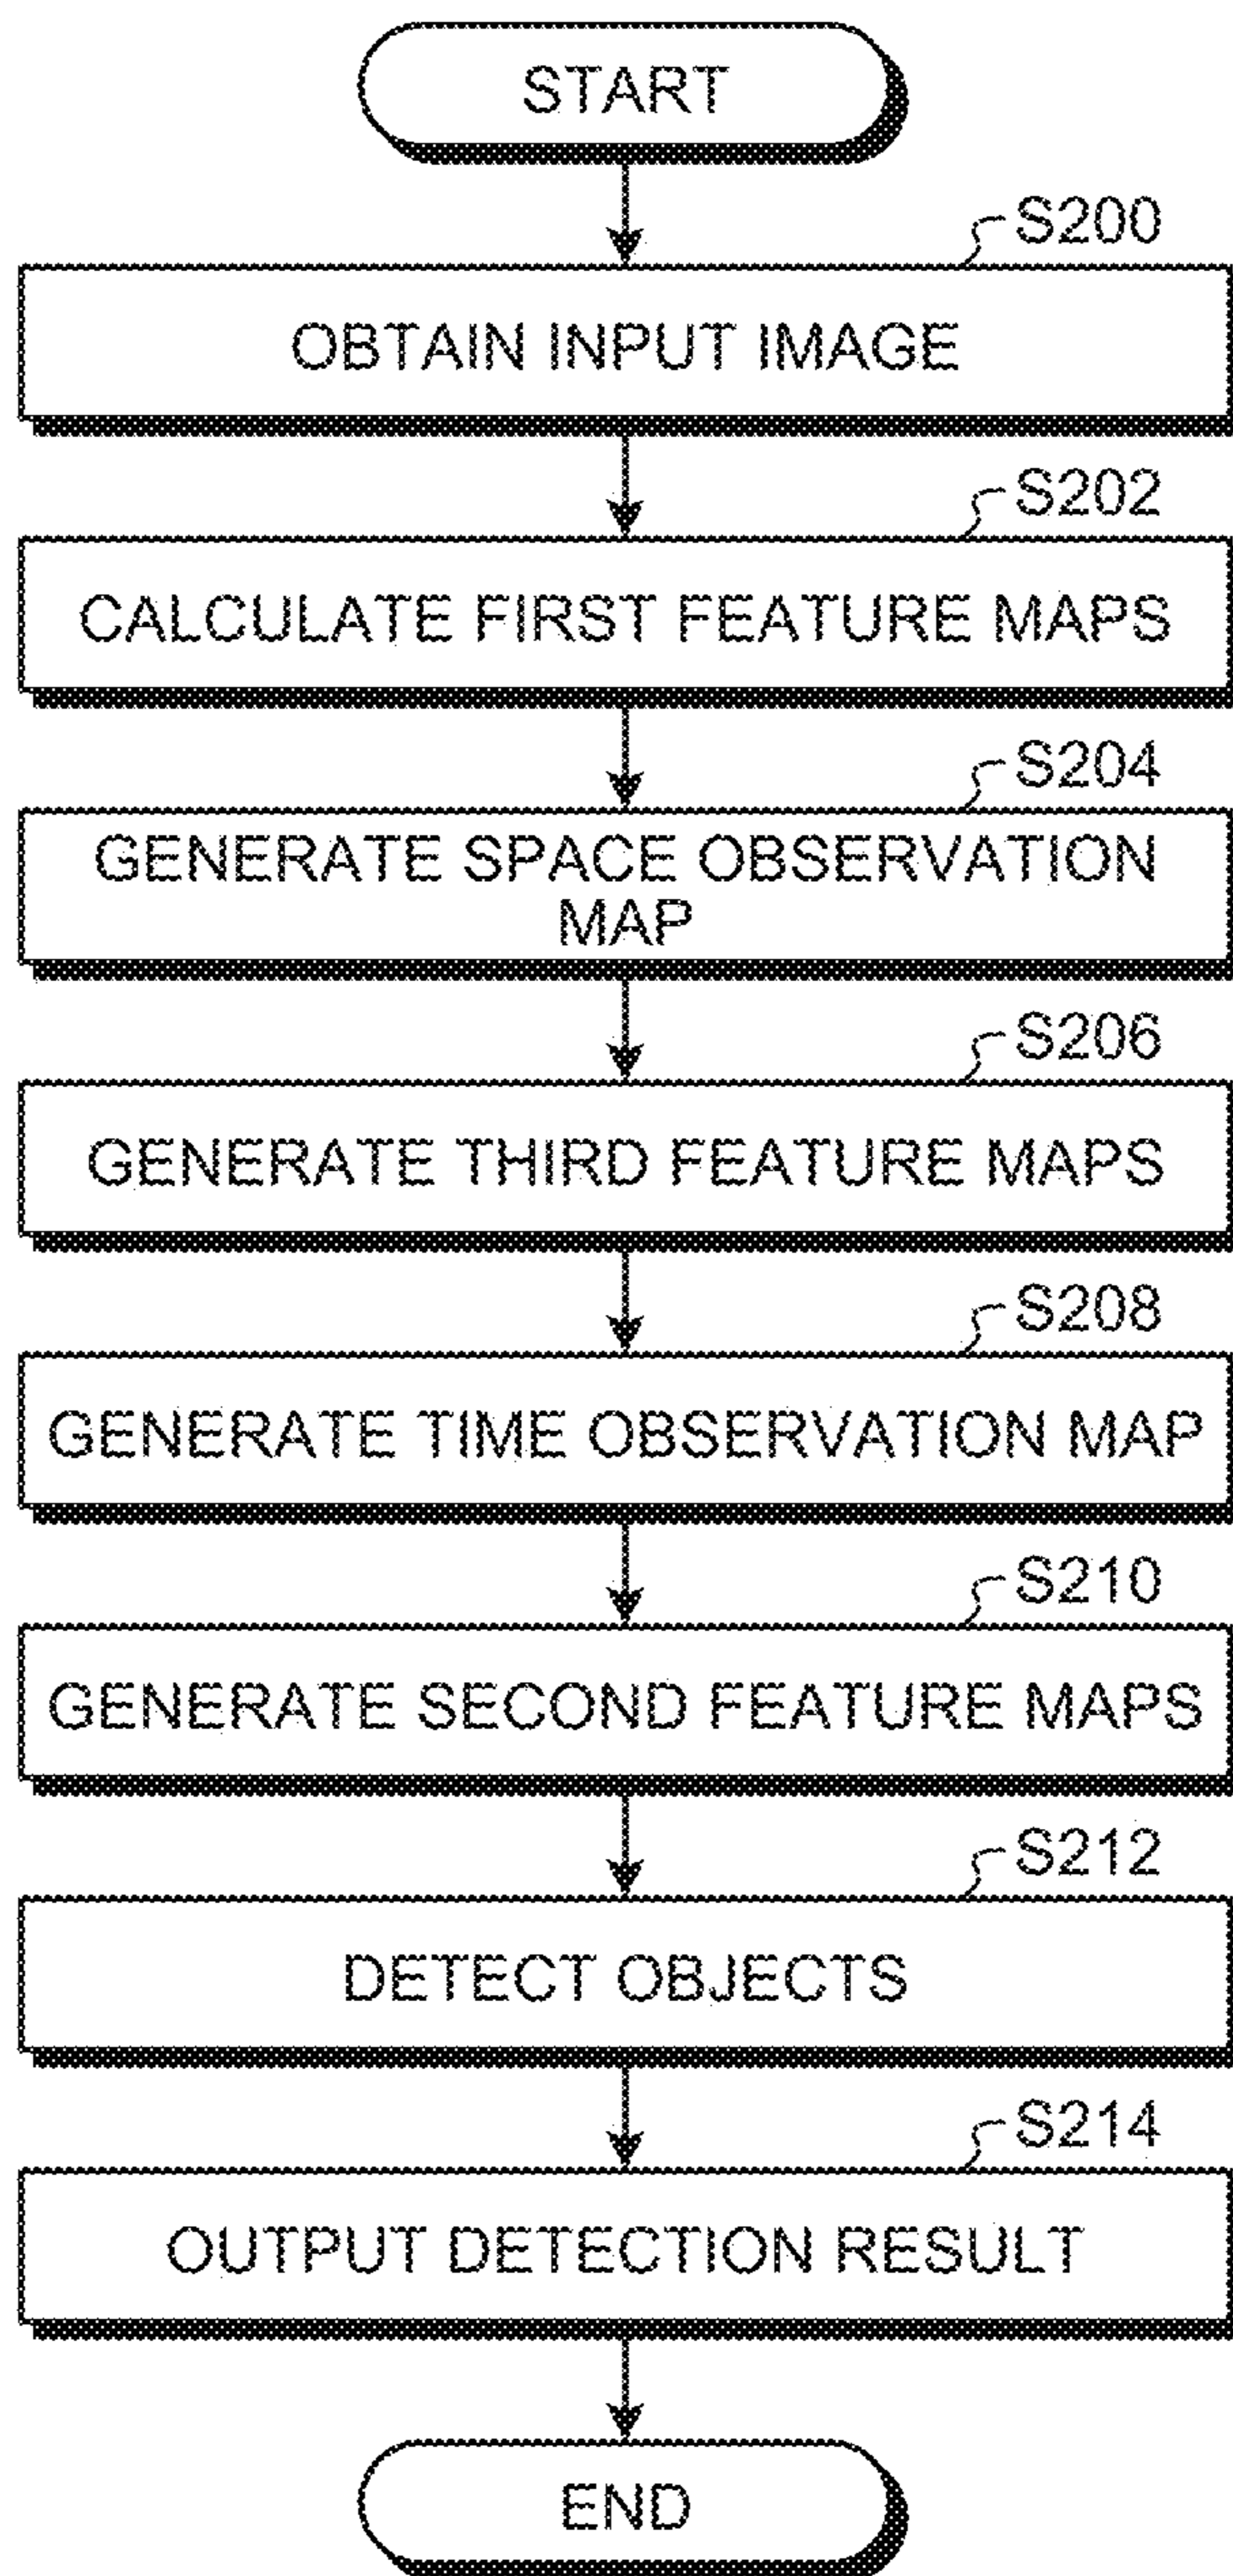 START
S200
OBTAIN INPUT IMAGE
S202
CALCULATE FIRST FEATURE MAPS
S204
GENERATE SPACE OBSERVATION
MAP
S206
GENERATE THIRD FEATURE MAPS
S208
GENERATE TIME OBSERVATION MAP
S210
GENERATE SECOND FEATURE MAPS
S212
DETECT OBJECTS
S214
OUTPUT DETECTION RESULT
END